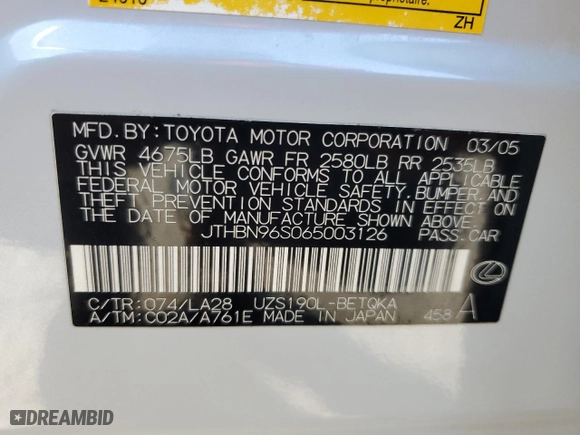 ZH
MFD. BY: TOYOTA MOTOR CORPORATION 03/05
GVWR 4675LB GAWR FR 2580LB RR 2535LB
THIS VEHICLE CONFORMS TO ALL APPLICABLE
FEDERAL MOTOR VEHICLE SAFETY, BUMPER, AND
THEFT PREVENTION STANDARDS IN EFFECT ON
THE DATE OF MANUFACTURE SHOWN ABOVE.
JTHBN96S065003126 PASS.CAR
C/TR: 074/LA28 UZS190L-BETQKA
A/TM: C02A/A761E MADE IN JAPAN 458 A
DREAMBID